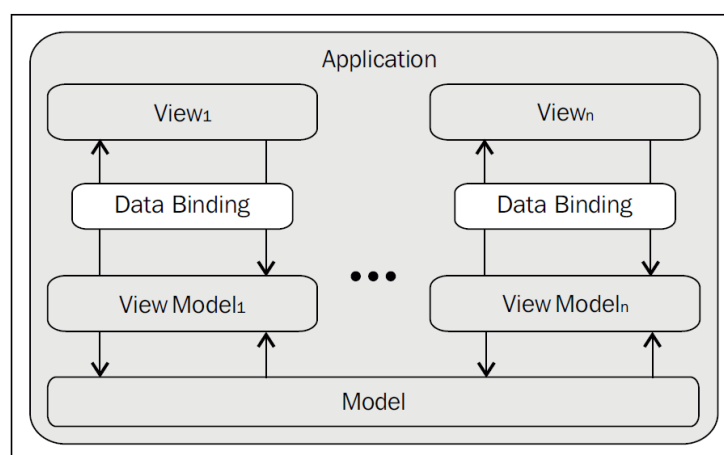 Application
View₁
Viewₙ
Data Binding
Data Binding
View Model₁
View Modelₙ
Model